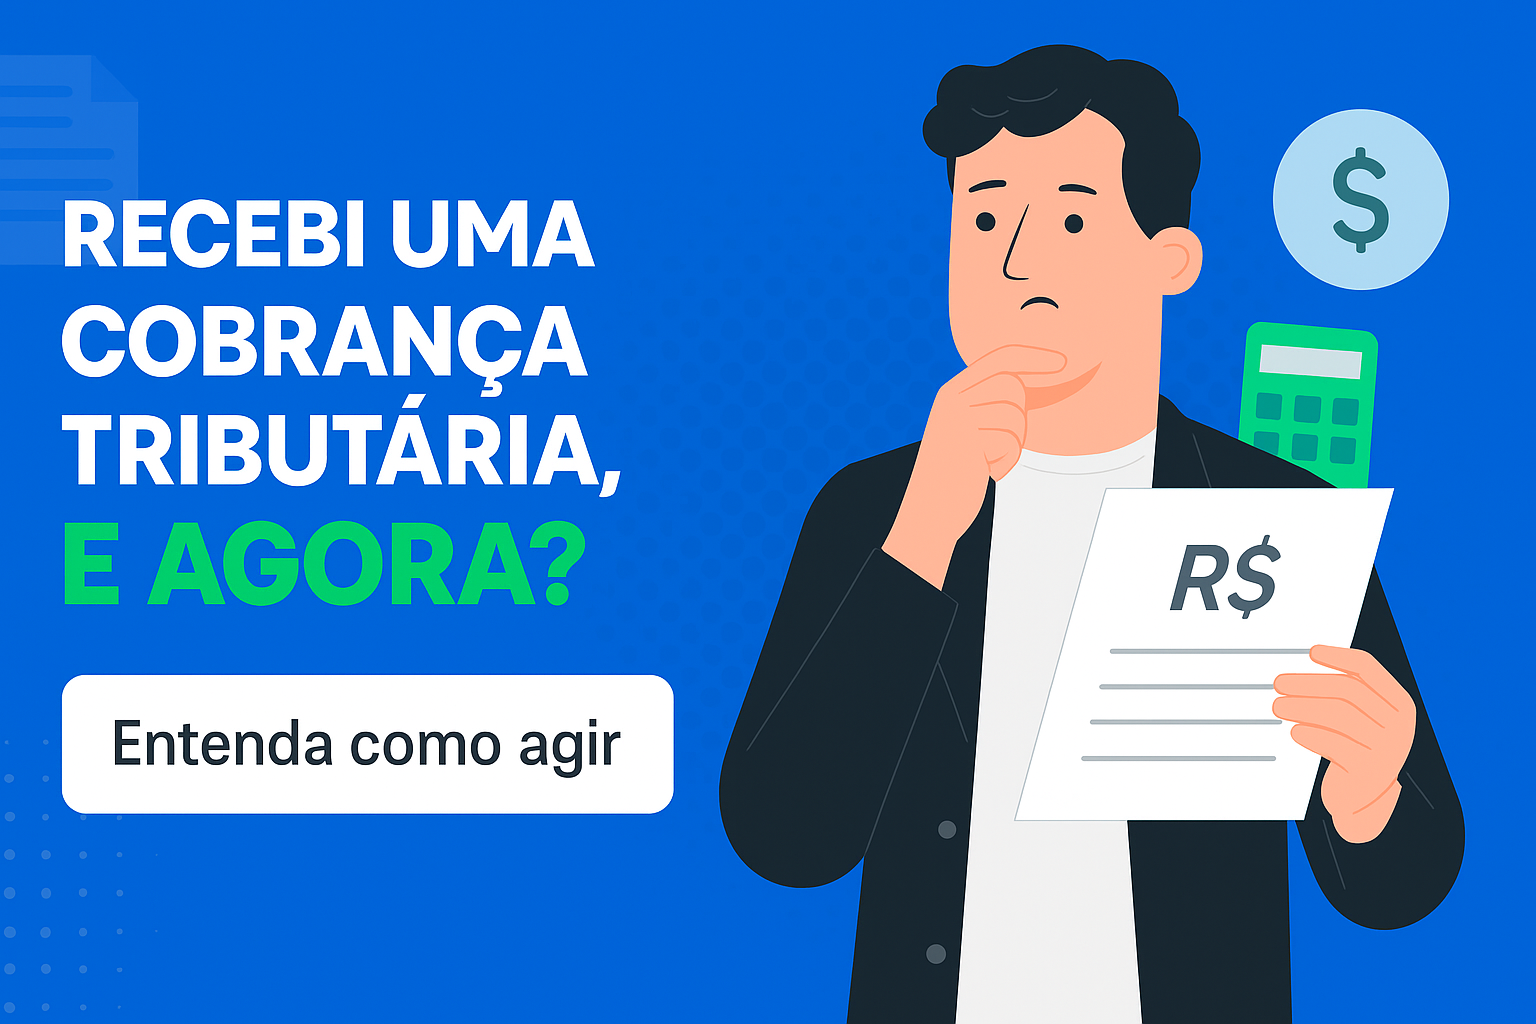 RECEBI UMA
COBRANÇA
TRIBUTÁRIA,
E AGORA?
Entenda como agir
$
R$